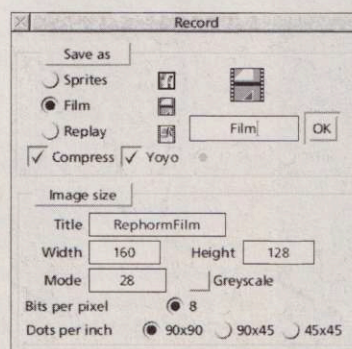 Record
Save as
Sprites
Film
Replay
Film
OK
Compress Yoyo
Image size
Title RephormFilm
Width 160 Height 128
Mode 28 Greyscale
Bits per pixel 8
Dots per inch 90x90 90x45 45x45